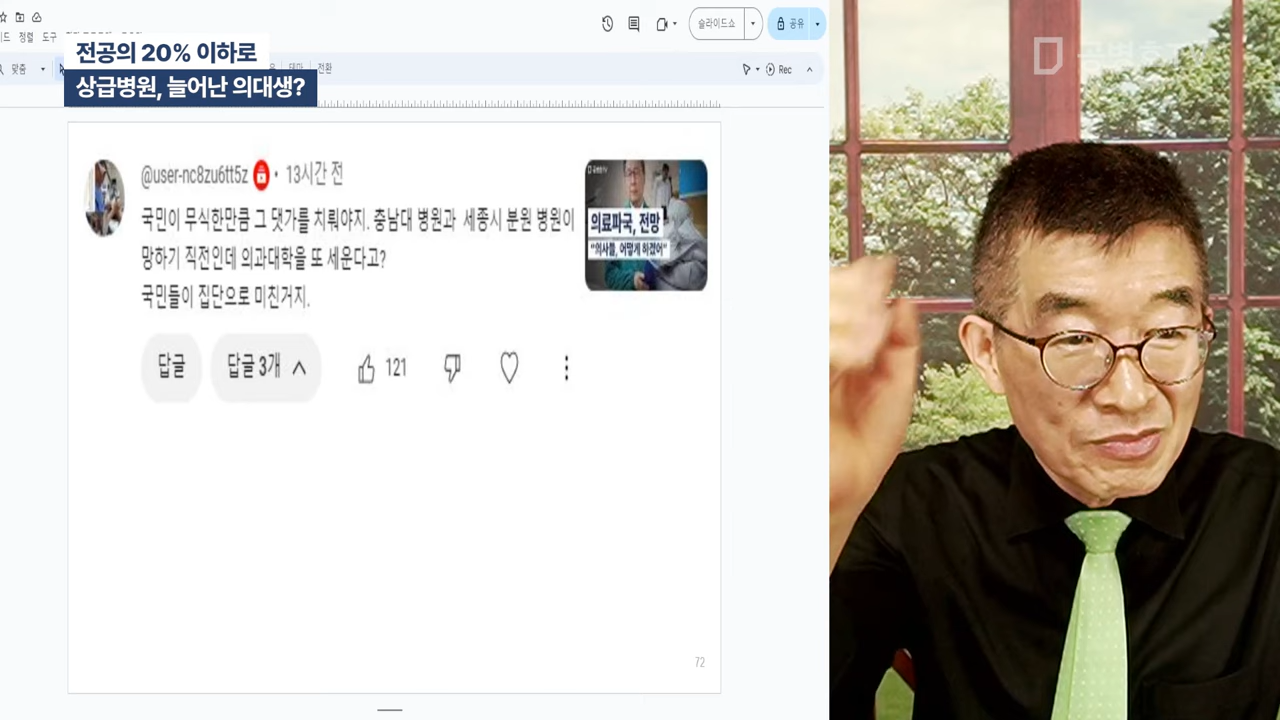 정렬 도구
맞춤
슬라이드쇼
공유
전환
Rec
전공의 20% 이하로
상급병원, 늘어난 의대생?
@user-nc8zu6tt5z · 13시간 전
국민이 무식한만큼 그 댓가를 치뤄야지. 충남대 병원과 세종시 분원 병원이
망하기 직전인데 의과대학을 또 세운다고?
국민들이 집단으로 미친거지.
의료파국, 전망
"의사들, 어떻게 하겠어"
답글
답글 3개
121
72